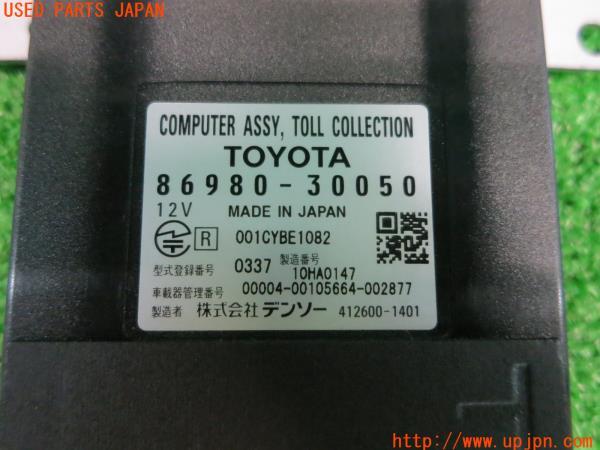 USED PARTS JAPAN
COMPUTER ASSY, TOLL COLLECTION
TOYOTA
86980-30050
12V MADE IN JAPAN
R 001CYBE1082
型式登録番号 0337 製造番号 10HA0147
車載器管理番号 00004-00105664-002877
製造者 株式会社デンソー 412600-1401
http://www.upjpn.com/